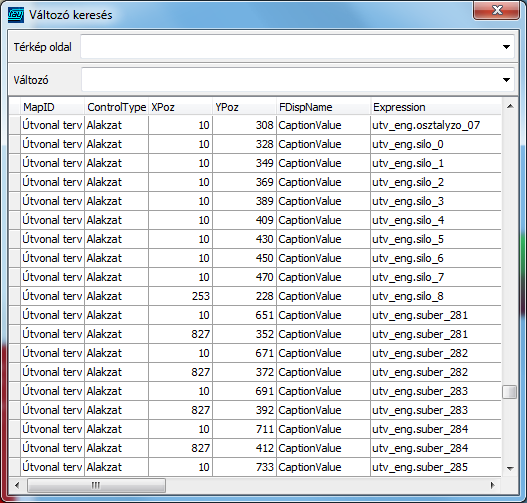 Változó keresés
Térkép oldal
Változó
MapID ControlType XPoz YPoz FDispName Expression
Útvonal terv Alakzat 10 308 CaptionValue utv_eng.osztalyzo_07
Útvonal terv Alakzat 10 328 CaptionValue utv_eng.silo_0
Útvonal terv Alakzat 10 349 CaptionValue utv_eng.silo_1
Útvonal terv Alakzat 10 369 CaptionValue utv_eng.silo_2
Útvonal terv Alakzat 10 389 CaptionValue utv_eng.silo_3
Útvonal terv Alakzat 10 409 CaptionValue utv_eng.silo_4
Útvonal terv Alakzat 10 430 CaptionValue utv_eng.silo_5
Útvonal terv Alakzat 10 450 CaptionValue utv_eng.silo_6
Útvonal terv Alakzat 10 470 CaptionValue utv_eng.silo_7
Útvonal terv Alakzat 253 228 CaptionValue utv_eng.silo_8
Útvonal terv Alakzat 10 651 CaptionValue utv_eng.suber_281
Útvonal terv Alakzat 827 352 CaptionValue utv_eng.suber_281
Útvonal terv Alakzat 10 671 CaptionValue utv_eng.suber_282
Útvonal terv Alakzat 827 372 CaptionValue utv_eng.suber_282
Útvonal terv Alakzat 10 691 CaptionValue utv_eng.suber_283
Útvonal terv Alakzat 827 392 CaptionValue utv_eng.suber_283
Útvonal terv Alakzat 10 711 CaptionValue utv_eng.suber_284
Útvonal terv Alakzat 827 412 CaptionValue utv_eng.suber_284
Útvonal terv Alakzat 10 733 CaptionValue utv_eng.suber_285